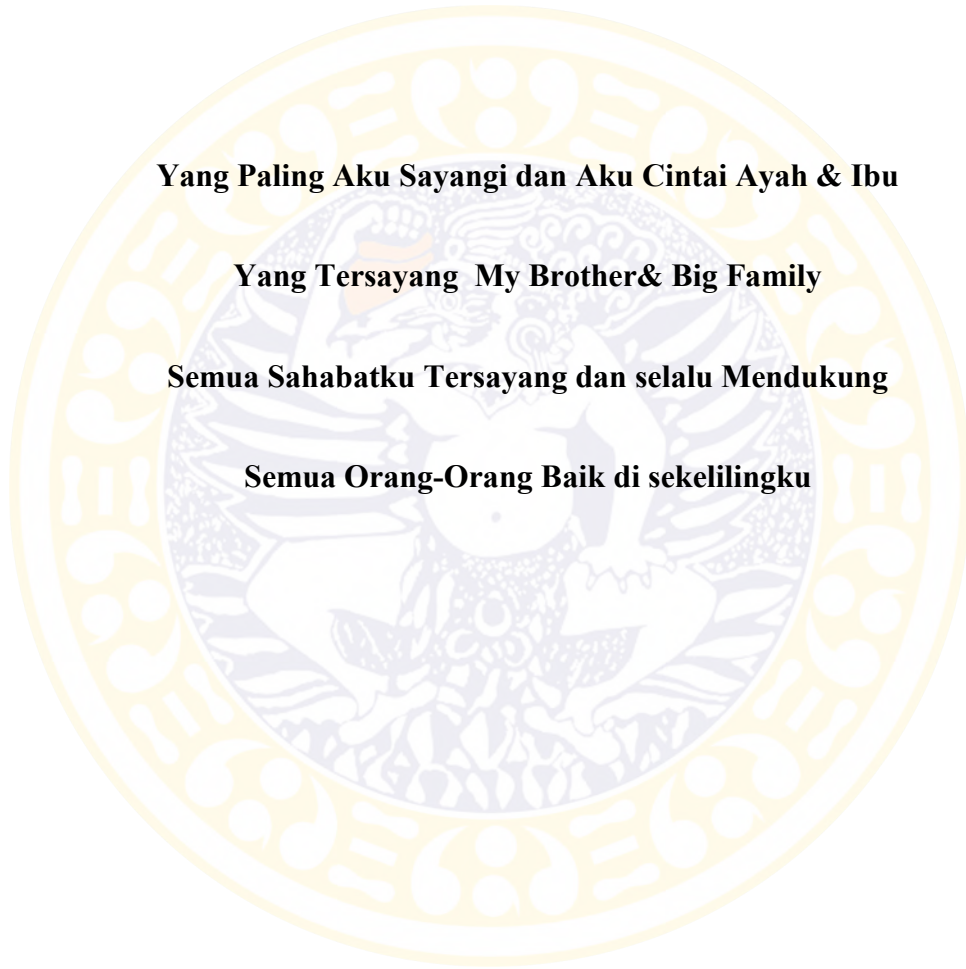 Yang Paling Aku Sayangi dan Aku Cintai Ayah & Ibu
Yang Tersayang  My Brother& Big Family
Semua Sahabatku Tersayang dan selalu Mendukung
Semua Orang-Orang Baik di sekelilingku